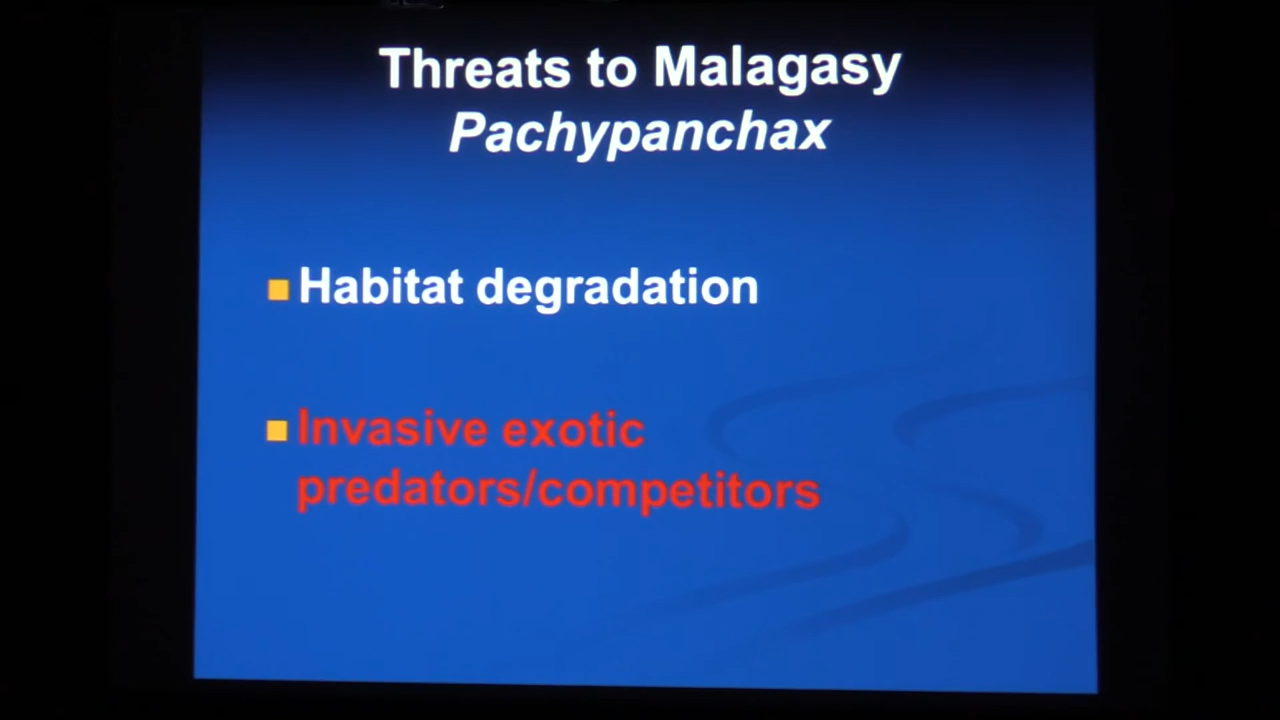 Threats to Malagasy
Pachypanchax
Habitat degradation
Invasive exotic
predators/competitors